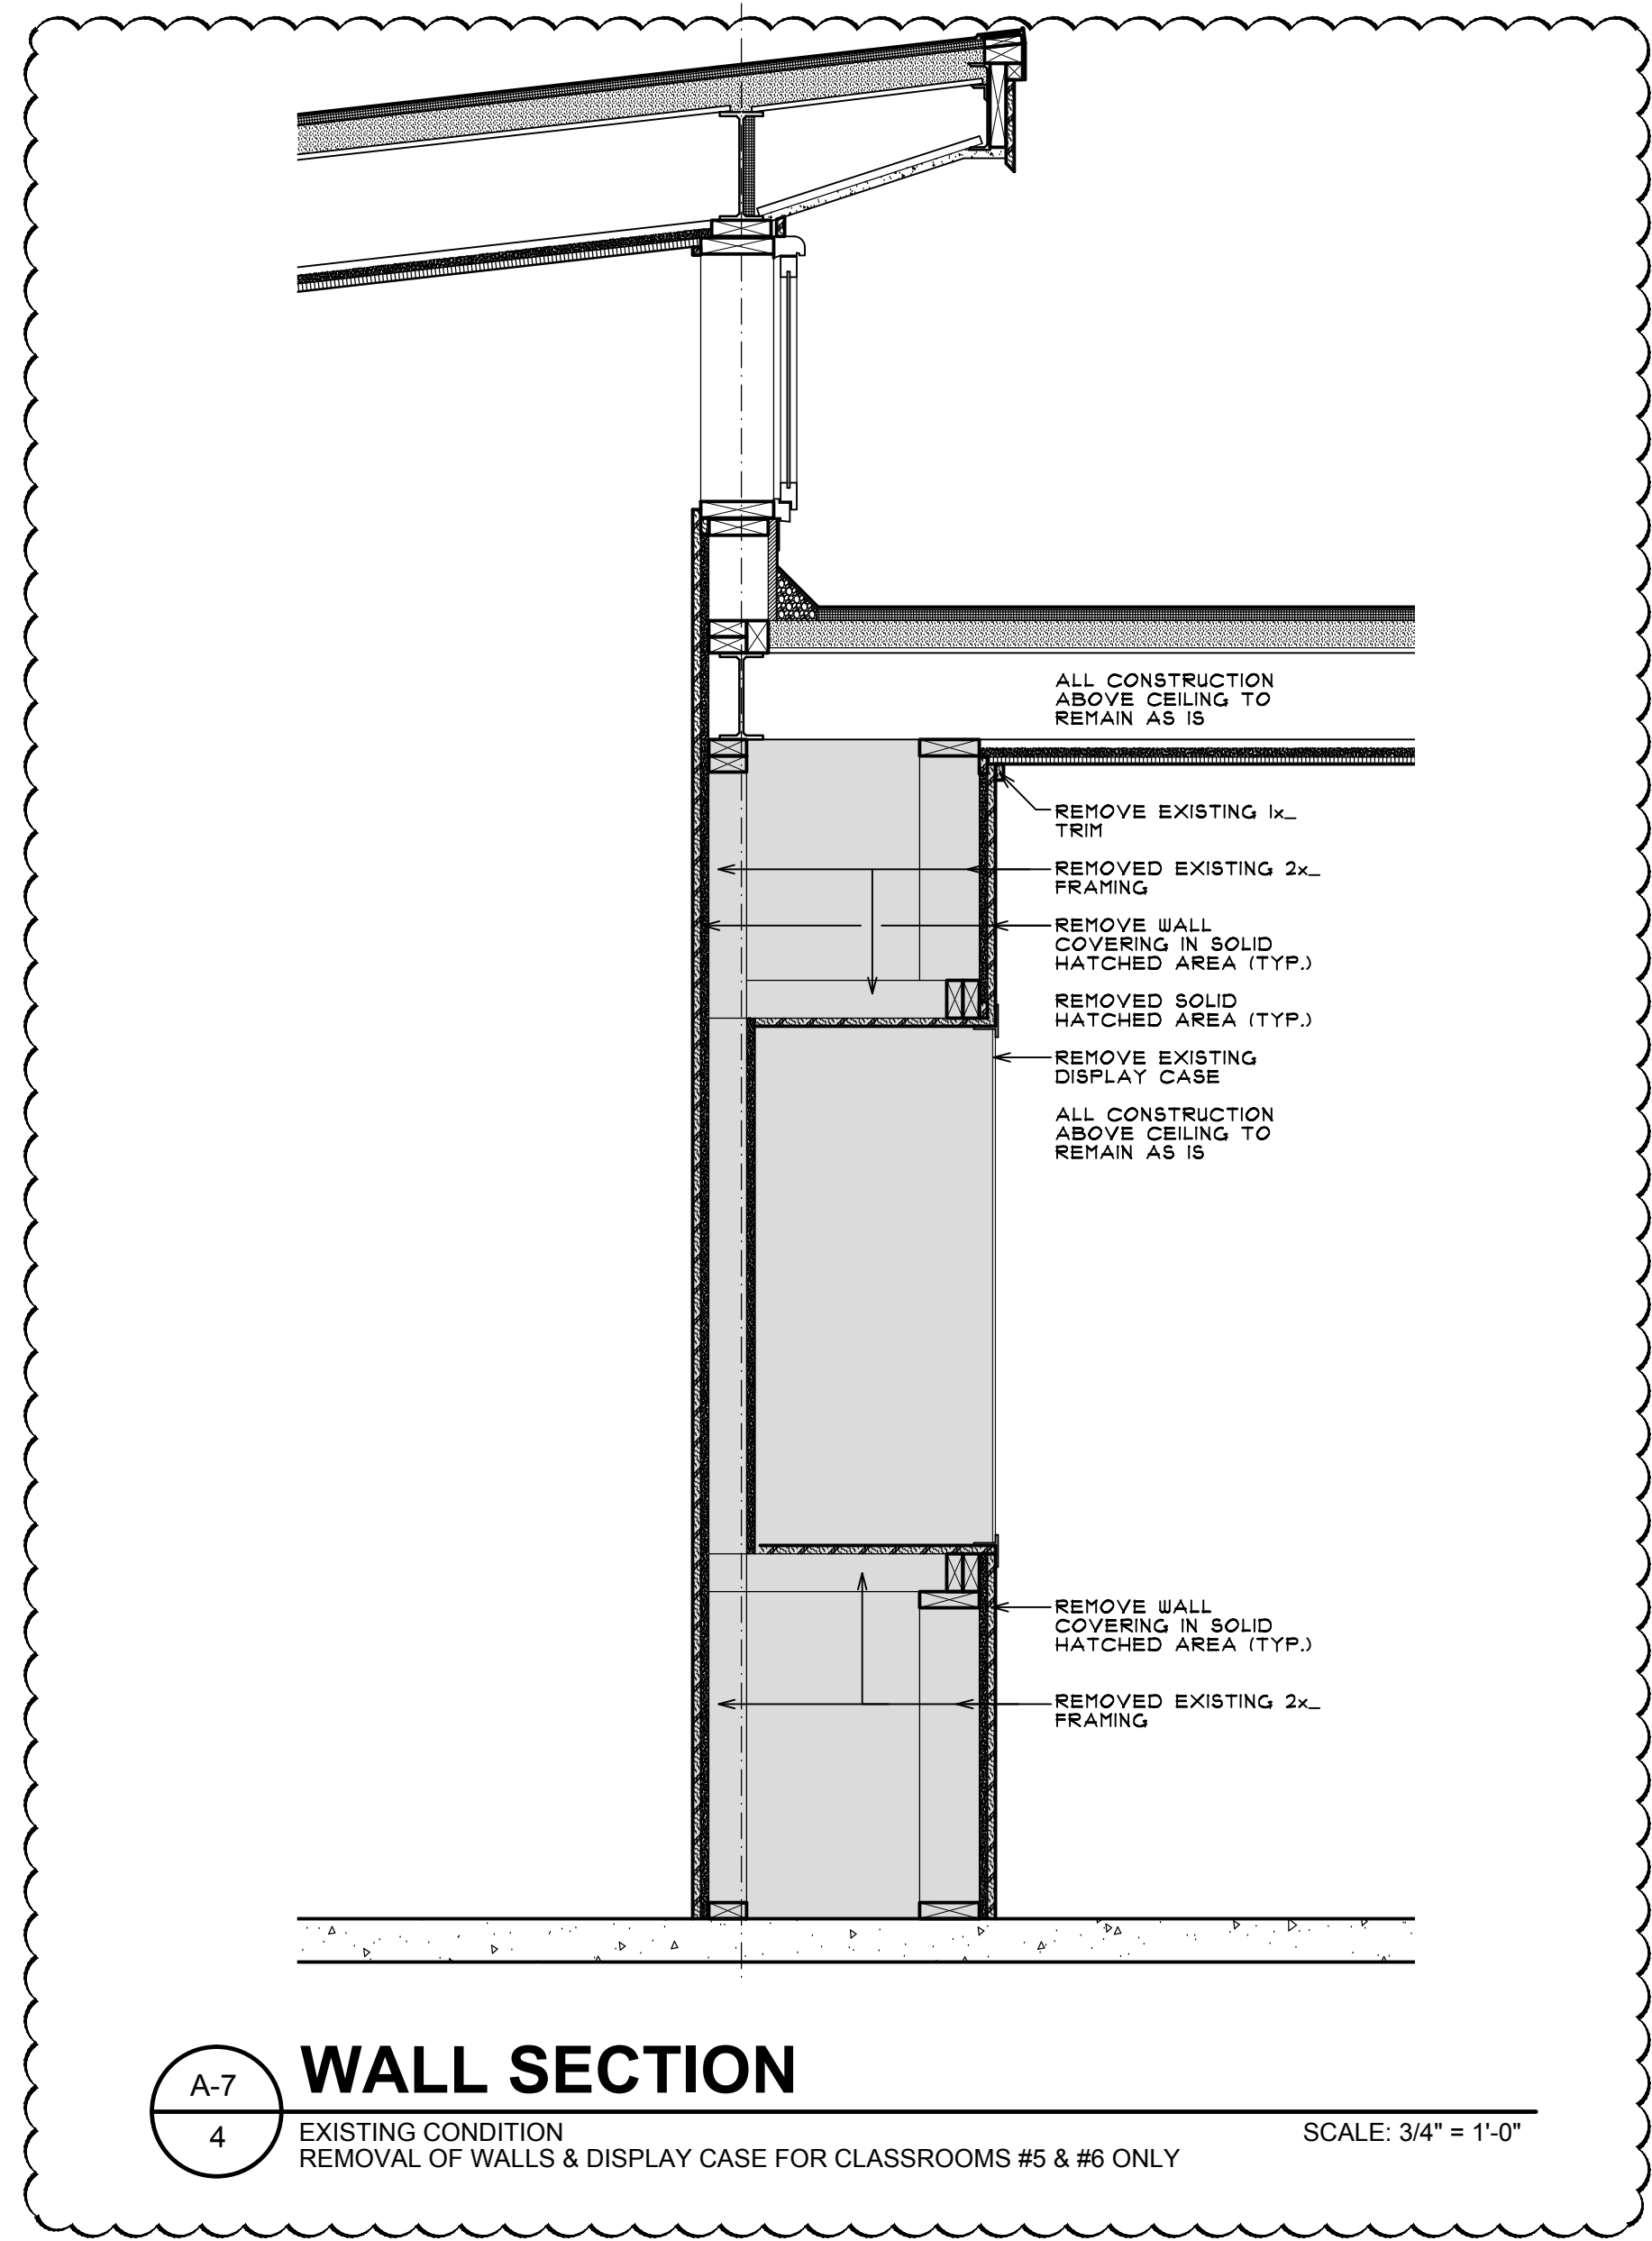 ALL CONSTRUCTION
ABOVE CEILING TO
REMAIN AS IS
REMOVE EXISTING 1x_
TRIM
REMOVED EXISTING 2x_
FRAMING
REMOVE WALL
COVERING IN SOLID
HATCHED AREA (TYP.)
REMOVED SOLID
HATCHED AREA (TYP.)
REMOVE EXISTING
DISPLAY CASE
ALL CONSTRUCTION
ABOVE CEILING TO
REMAIN AS IS
REMOVE WALL
COVERING IN SOLID
HATCHED AREA (TYP.)
REMOVED EXISTING 2x_
FRAMING
A-7
4
WALL SECTION
EXISTING CONDITION
REMOVAL OF WALLS & DISPLAY CASE FOR CLASSROOMS #5 & #6 ONLY
SCALE: 3/4" = 1'-0"